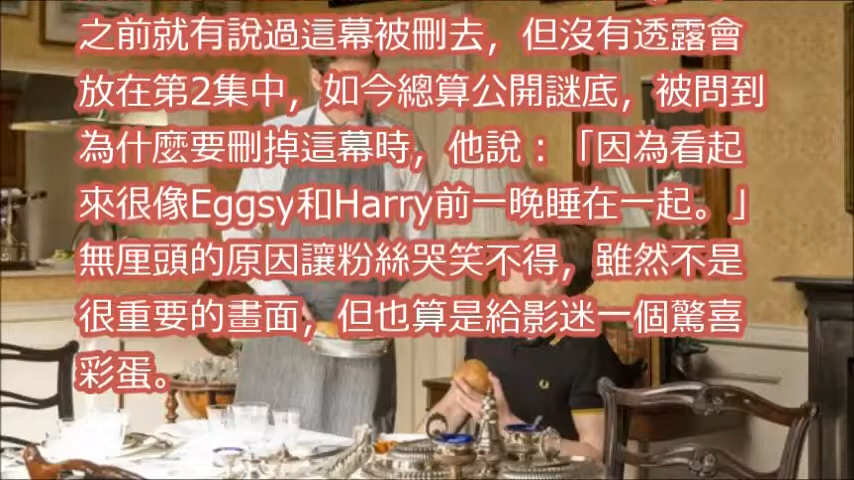 之前就有說過這幕被刪去，但沒有透露會
放在第2集中，如今總算公開謎底，被問到
為什麼要刪掉這幕時，他說：「因為看起
來很像Eggsy和Harry前一晚睡在一起。」
無厘頭的原因讓粉絲哭笑不得，雖然不是
很重要的畫面，但也算是給影迷一個驚喜
彩蛋。